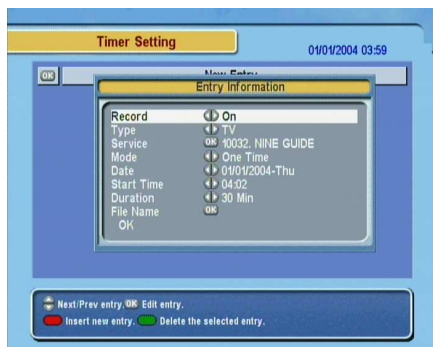 Timer Setting
01/01/2004 03:59
OK New Entry
Entry Information
Record On
Type TV
Service OK 10032. NINE GUIDE
Mode One Time
Date 01/01/2004-Thu
Start Time 04:02
Duration 30 Min
File Name OK
OK
Next/Prev entry. OK Edit entry.
Insert new entry. Delete the selected entry.